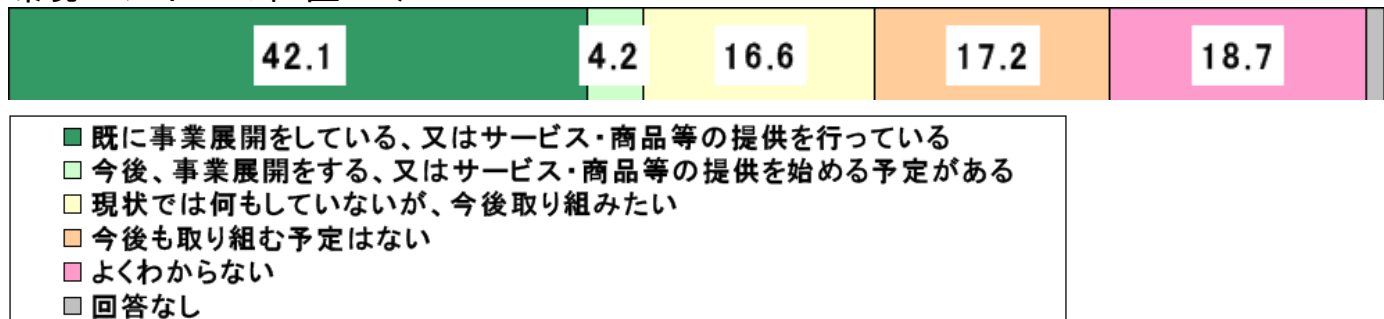 42.1 4.2 16.6 17.2 18.7
既に事業展開をしている、又はサービス・商品等の提供を行っている
今後、事業展開をする、又はサービス・商品等の提供を始める予定がある
現状では何もしていないが、今後取り組みたい
今後も取り組む予定はない
よくわからない
回答なし